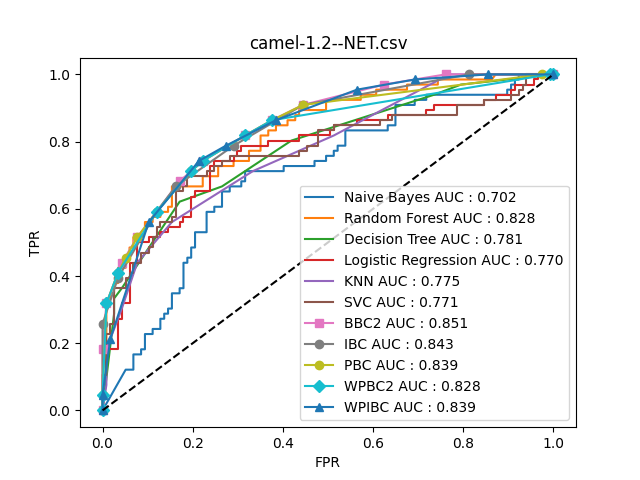 camel-1.2--NET.csv
TPR
1.0
0.8
0.6
0.4
0.2
0.0
Naive Bayes AUC : 0.702
Random Forest AUC : 0.828
Decision Tree AUC : 0.781
Logistic Regression AUC : 0.770
KNN AUC : 0.775
SVC AUC : 0.771
BBC2 AUC : 0.851
IBC AUC : 0.843
PBC AUC : 0.839
WPBC2 AUC : 0.828
WPIBC AUC : 0.839
0.0 0.2 0.4 0.6 0.8 1.0
FPR